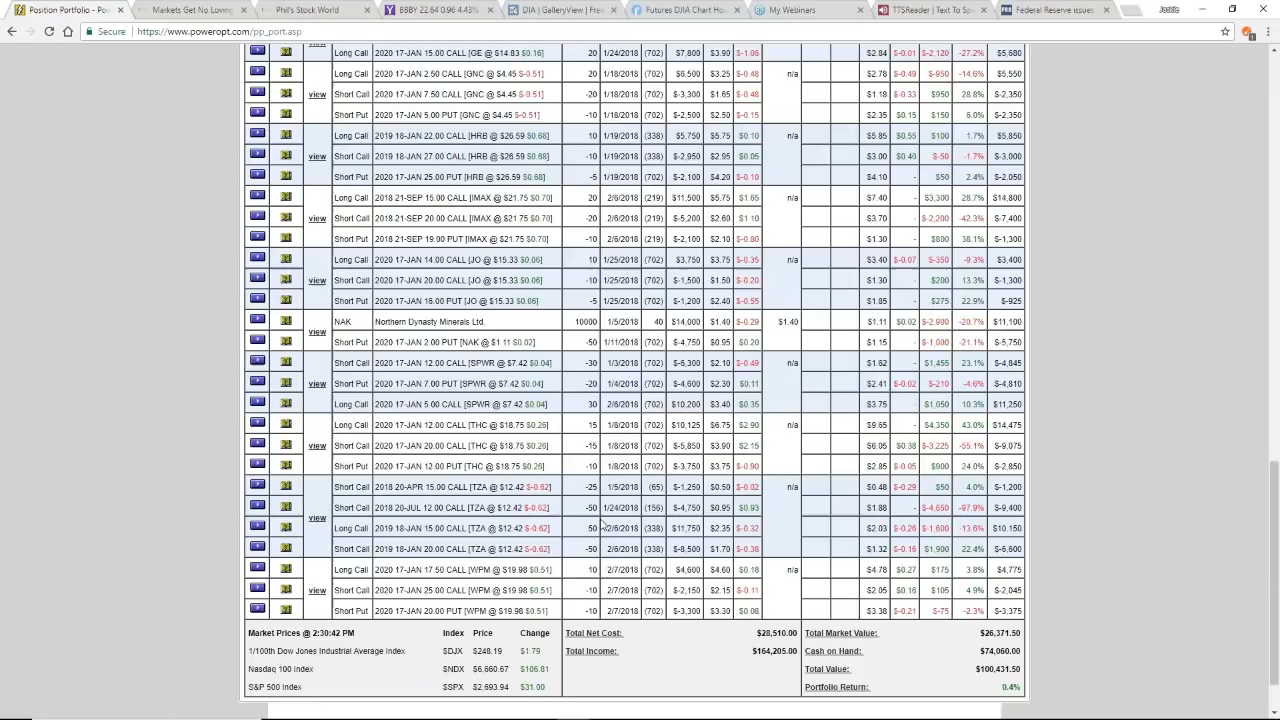 Position Portfolio - Po
Markets Get No Loving
Phil's Stock World
BBBY 22.64 0.96 4.43%
DIA | GalleryView | Free
Futures DJIA Chart Ho
My Webinars
TTSReader | Text To Sp
Federal Reserve issues
Jackie
Secure | https://www.poweropt.com/pp_port.asp
view Long Call 2020 17-JAN 15.00 CALL [GE @ $14.83 $0.16] 20 1/24/2018 (702) $7,800 $3.90 $-1.06 $2.84 $-0.01 $-2,120 -27.2% $5,680
Long Call 2020 17-JAN 2.50 CALL [GNC @ $4.45 $-0.51] 20 1/18/2018 (702) $6,500 $3.25 $-0.48 n/a $2.78 $-0.49 $-950 -14.6% $5,550
view Short Call 2020 17-JAN 7.50 CALL [GNC @ $4.45 $-0.51] -20 1/18/2018 (702) $-3,300 $1.65 $-0.48 $1.18 $-0.33 $950 28.8% $-2,350
Short Put 2020 17-JAN 5.00 PUT [GNC @ $4.45 $-0.51] -10 1/18/2018 (702) $-2,500 $2.50 $-0.15 $2.35 $0.15 $150 6.0% $-2,350
Long Call 2019 18-JAN 22.00 CALL [HRB @ $26.59 $0.68] 10 1/19/2018 (338) $5,750 $5.75 $0.10 n/a $5.85 $0.55 $100 1.7% $5,850
view Short Call 2019 18-JAN 27.00 CALL [HRB @ $26.59 $0.68] -10 1/19/2018 (338) $-2,950 $2.95 $0.05 $3.00 $0.40 $-50 -1.7% $-3,000
Short Put 2019 18-JAN 25.00 PUT [HRB @ $26.59 $0.68] -5 1/19/2018 (338) $-2,100 $4.20 $-0.10 $4.10 - $50 2.4% $-2,050
Long Call 2018 21-SEP 15.00 CALL [IMAX @ $21.75 $0.70] 20 2/6/2018 (219) $11,500 $5.75 $1.65 n/a $7.40 - $3,300 28.7% $14,800
view Short Call 2018 21-SEP 20.00 CALL [IMAX @ $21.75 $0.70] -20 2/6/2018 (219) $-5,200 $2.60 $1.10 $3.70 - $-2,200 -42.3% $-7,400
Short Put 2018 21-SEP 19.00 PUT [IMAX @ $21.75 $0.70] -10 2/6/2018 (219) $-2,100 $2.10 $-0.80 $1.30 - $800 38.1% $-1,300
Long Call 2020 17-JAN 14.00 CALL [JO @ $15.33 $0.06] 10 1/25/2018 (702) $3,750 $3.75 $-0.35 n/a $3.40 $-0.07 $-350 -9.3% $3,400
view Short Call 2020 17-JAN 20.00 CALL [JO @ $15.33 $0.06] -10 1/25/2018 (702) $-1,500 $1.50 $-0.20 $1.30 - $200 13.3% $-1,300
Short Put 2020 17-JAN 16.00 PUT [JO @ $15.33 $0.06] -5 1/25/2018 (702) $-1,200 $2.40 $-0.55 $1.85 - $275 22.9% $-925
NAK Northern Dynasty Minerals Ltd. 10000 1/5/2018 40 $14,000 $1.40 $-0.29 $1.40 $1.11 $0.02 $-2,900 -20.7% $11,100
view Short Put 2020 17-JAN 2.00 PUT [NAK @ $1.11 $0.02] -50 1/11/2018 (702) $-4,750 $0.95 $0.20 $1.15 - $-1,000 -21.1% $-5,750
Short Call 2020 17-JAN 12.00 CALL [SPWR @ $7.42 $0.04] -30 1/3/2018 (702) $-6,300 $2.10 $-0.49 n/a $1.62 - $1,455 23.1% $-4,845
view Short Put 2020 17-JAN 7.00 PUT [SPWR @ $7.42 $0.04] -20 1/4/2018 (702) $-4,600 $2.30 $0.11 $2.41 $-0.02 $-210 -4.6% $-4,810
Long Call 2020 17-JAN 5.00 CALL [SPWR @ $7.42 $0.04] 30 2/6/2018 (702) $10,200 $3.40 $0.35 $3.75 - $1,050 10.3% $11,250
Long Call 2020 17-JAN 12.00 CALL [THC @ $18.75 $0.26] 15 1/8/2018 (702) $10,125 $6.75 $2.90 n/a $9.65 - $4,350 43.0% $14,475
view Short Call 2020 17-JAN 20.00 CALL [THC @ $18.75 $0.26] -15 1/8/2018 (702) $-5,850 $3.90 $2.15 $6.05 $0.38 $-3,225 -55.1% $-9,075
Short Put 2020 17-JAN 12.00 PUT [THC @ $18.75 $0.26] -10 1/8/2018 (702) $-3,750 $3.75 $-0.90 $2.85 $-0.05 $900 24.0% $-2,850
Short Call 2018 20-APR 15.00 CALL [TZA @ $12.42 $-0.62] -25 1/5/2018 (65) $-1,250 $0.50 $-0.02 n/a $0.48 $-0.29 $50 4.0% $-1,200
view Short Call 2018 20-JUL 12.00 CALL [TZA @ $12.42 $-0.62] -50 1/24/2018 (156) $-4,750 $0.95 $0.93 $1.88 - $-4,650 -97.9% $-9,400
Long Call 2019 18-JAN 15.00 CALL [TZA @ $12.42 $-0.62] 50 2/6/2018 (338) $11,750 $2.35 $-0.32 $2.03 $-0.26 $-1,600 -13.6% $10,150
Short Call 2019 18-JAN 20.00 CALL [TZA @ $12.42 $-0.62] -50 2/6/2018 (338) $-8,500 $1.70 $-0.38 $1.32 $-0.16 $1,900 22.4% $-6,600
Long Call 2020 17-JAN 17.50 CALL [WPM @ $19.98 $0.51] 10 2/7/2018 (702) $4,600 $4.60 $0.18 n/a $4.78 $0.27 $175 3.8% $4,775
view Short Call 2020 17-JAN 25.00 CALL [WPM @ $19.98 $0.51] -10 2/7/2018 (702) $-2,150 $2.15 $-0.11 $2.05 $0.16 $105 4.9% $-2,045
Short Put 2020 17-JAN 20.00 PUT [WPM @ $19.98 $0.51] -10 2/7/2018 (702) $-3,300 $3.30 $0.08 $3.38 $-0.21 $-75 -2.3% $-3,375
Market Prices @ 2:30:42 PM Index Price Change Total Net Cost: $28,510.00 Total Market Value: $26,371.50
1/100th Dow Jones Industrial Average Index $DJX $248.19 $1.79 Total Income: $164,205.00 Cash on Hand: $74,060.00
Nasdaq 100 Index $NDX $6,660.67 $106.81 Total Value: $100,431.50
S&P 500 Index $SPX $2,693.94 $31.00 Portfolio Return: 0.4%